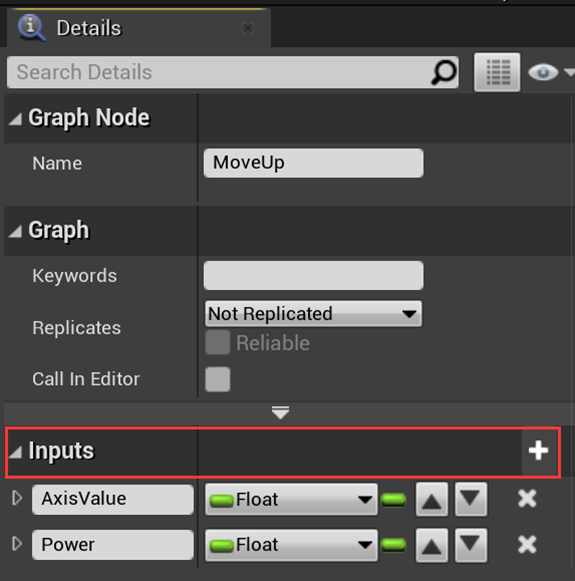 Details
Search Details
Graph Node
Name MoveUp
Graph
Keywords
Replicates Not Replicated
Reliable
Call In Editor
Inputs
AxisValue Float
Power Float